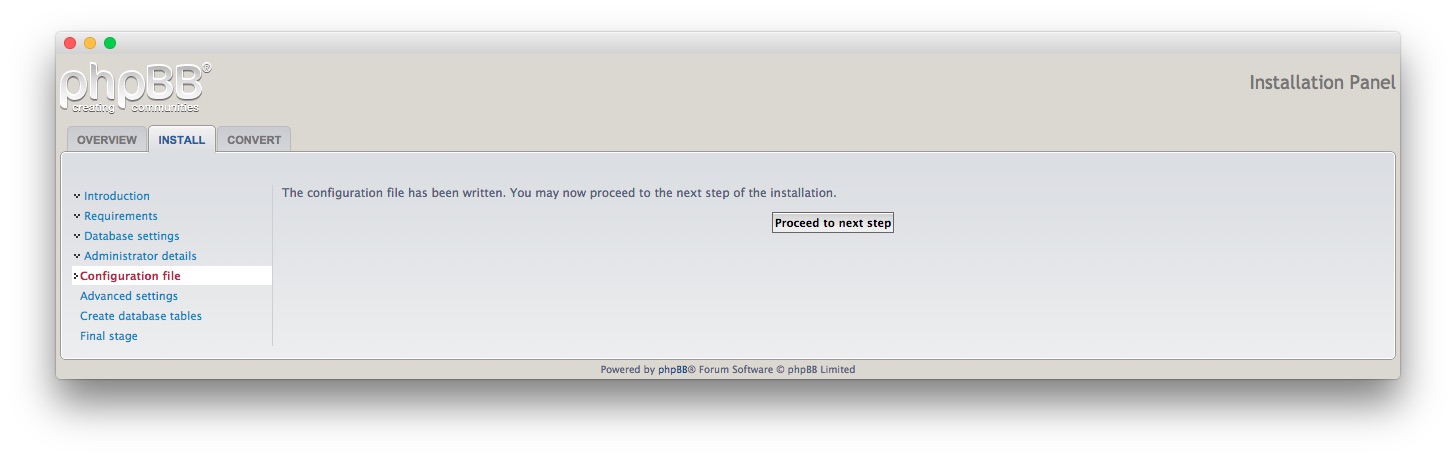 phpBB®
creating communities
Installation Panel
OVERVIEW INSTALL CONVERT
Introduction
Requirements
Database settings
Administrator details
Configuration file
Advanced settings
Create database tables
Final stage
The configuration file has been written. You may now proceed to the next step of the installation.
Proceed to next step
Powered by phpBB® Forum Software © phpBB Limited